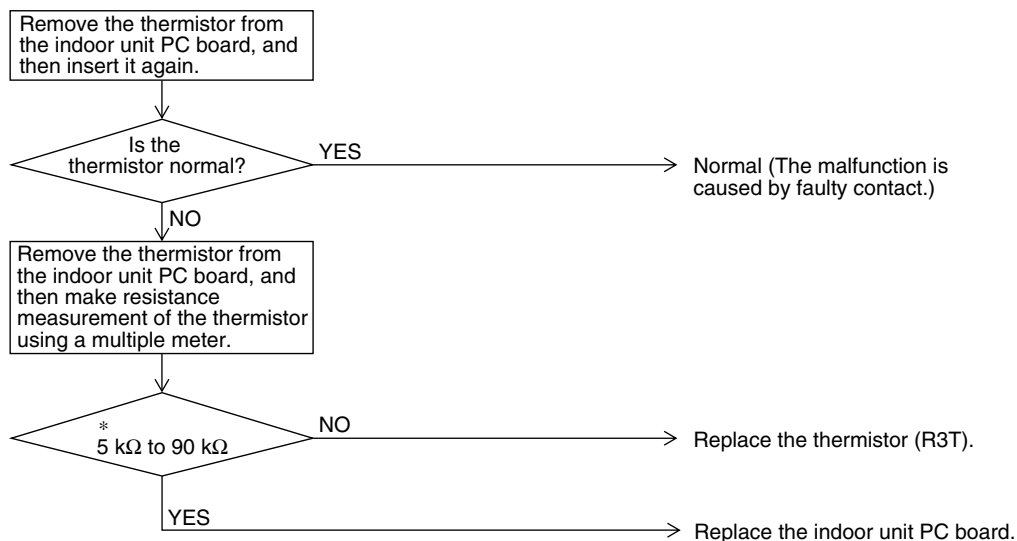 Remove the thermistor from
the indoor unit PC board, and
then insert it again.
Is the
thermistor normal?
YES
Normal (The malfunction is
caused by faulty contact.)
NO
Remove the thermistor from
the indoor unit PC board, and
then make resistance
measurement of the thermistor
using a multiple meter.
*
5 kΩ to 90 kΩ
NO
Replace the thermistor (R3T).
YES
Replace the indoor unit PC board.